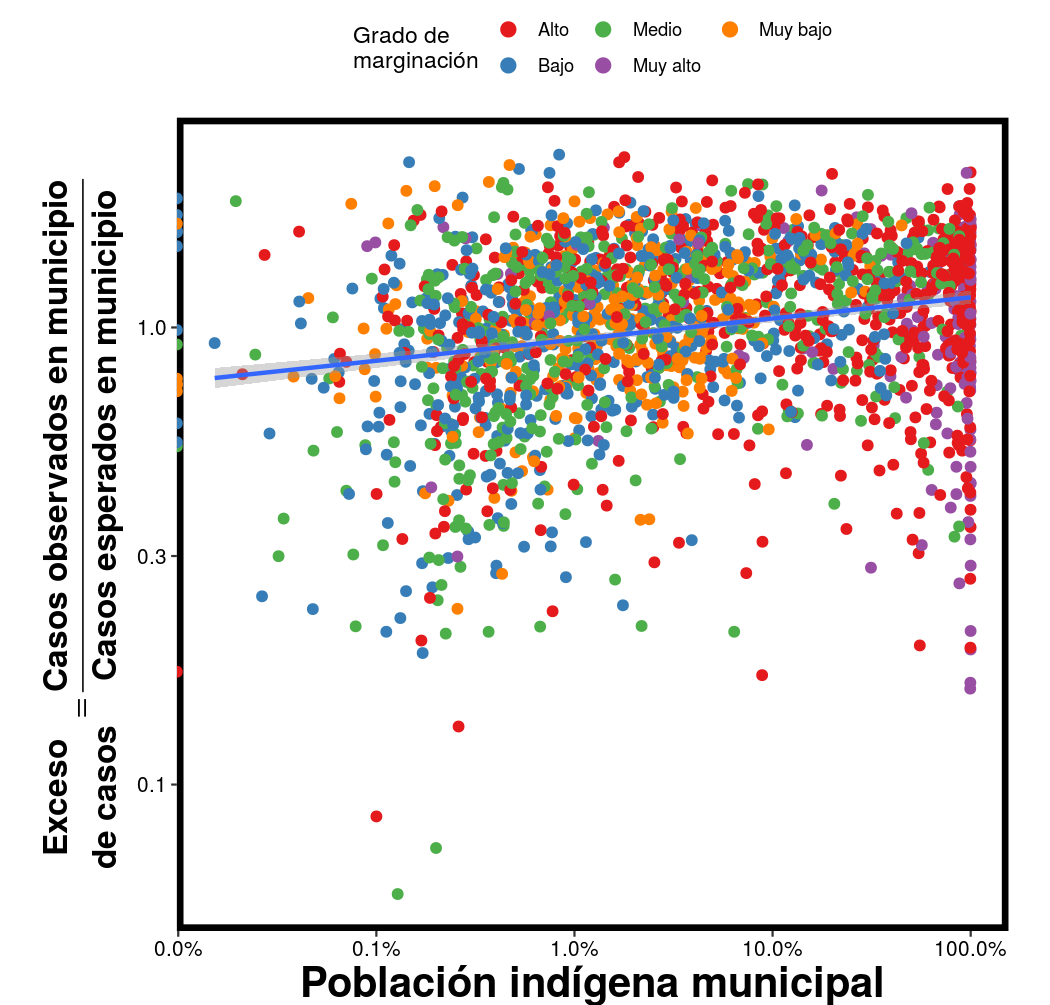 Grado de
marginación
Alto
Medio
Muy bajo
Bajo
Muy alto
Exceso
de casos
=
Casos observados en municipio
Casos esperados en municipio
1.0
0.3
0.1
0.0%
0.1%
1.0%
10.0%
100.0%
Población indígena municipal